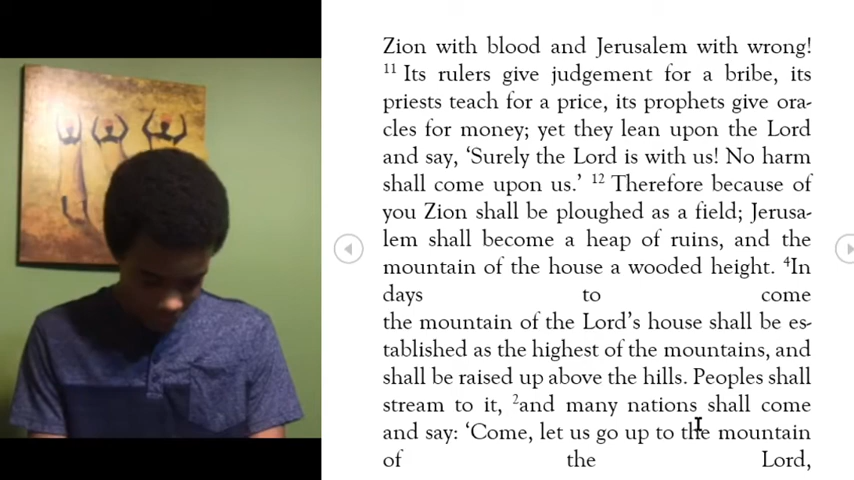 Zion with blood and Jerusalem with wrong!
11 Its rulers give judgement for a bribe, its
priests teach for a price, its prophets give ora-
cles for money; yet they lean upon the Lord
and say, ‘Surely the Lord is with us! No harm
shall come upon us.’ 12 Therefore because of
you Zion shall be ploughed as a field; Jerusa-
lem shall become a heap of ruins, and the
mountain of the house a wooded height. 4In
days to come
the mountain of the Lord’s house shall be es-
tablished as the highest of the mountains, and
shall be raised up above the hills. Peoples shall
stream to it, 2and many nations shall come
and say: ‘Come, let us go up to the mountain
of the Lord,